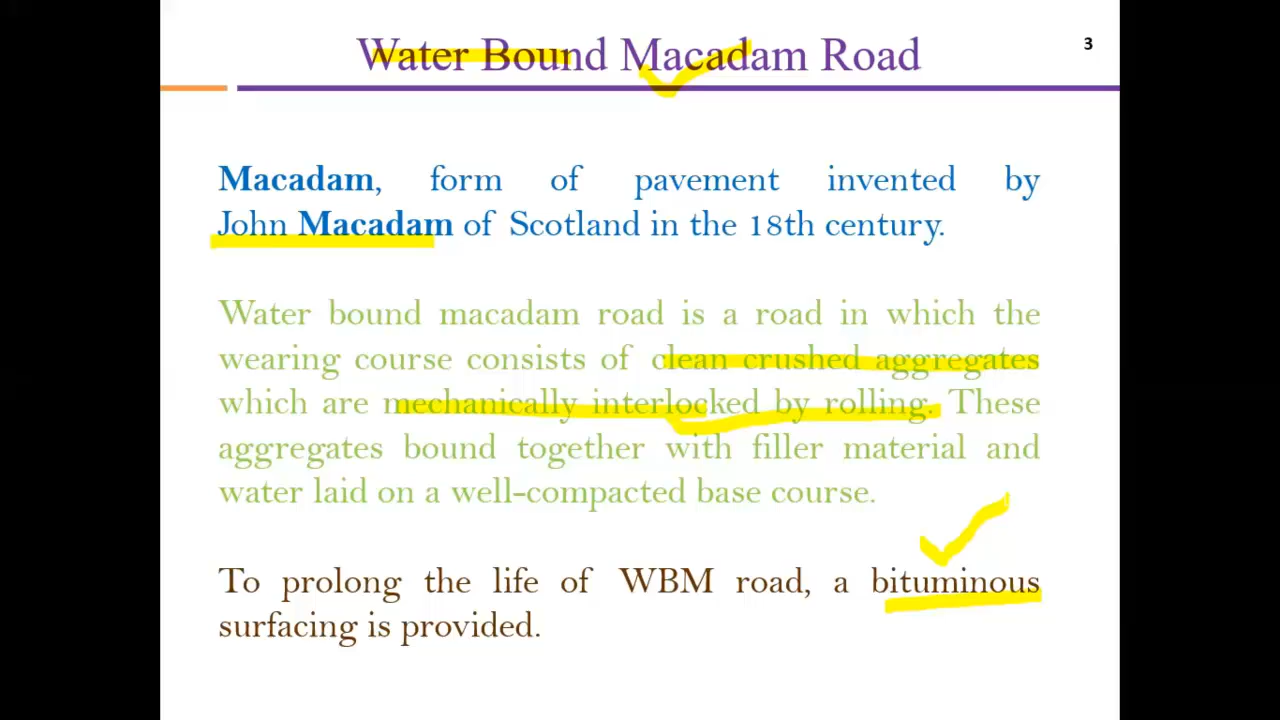 Water Bound Macadam Road
3
Macadam, form of pavement invented by
John Macadam of Scotland in the 18th century.
Water bound macadam road is a road in which the
wearing course consists of clean crushed aggregates
which are mechanically interlocked by rolling. These
aggregates bound together with filler material and
water laid on a well-compacted base course.
To prolong the life of WBM road, a bituminous
surfacing is provided.